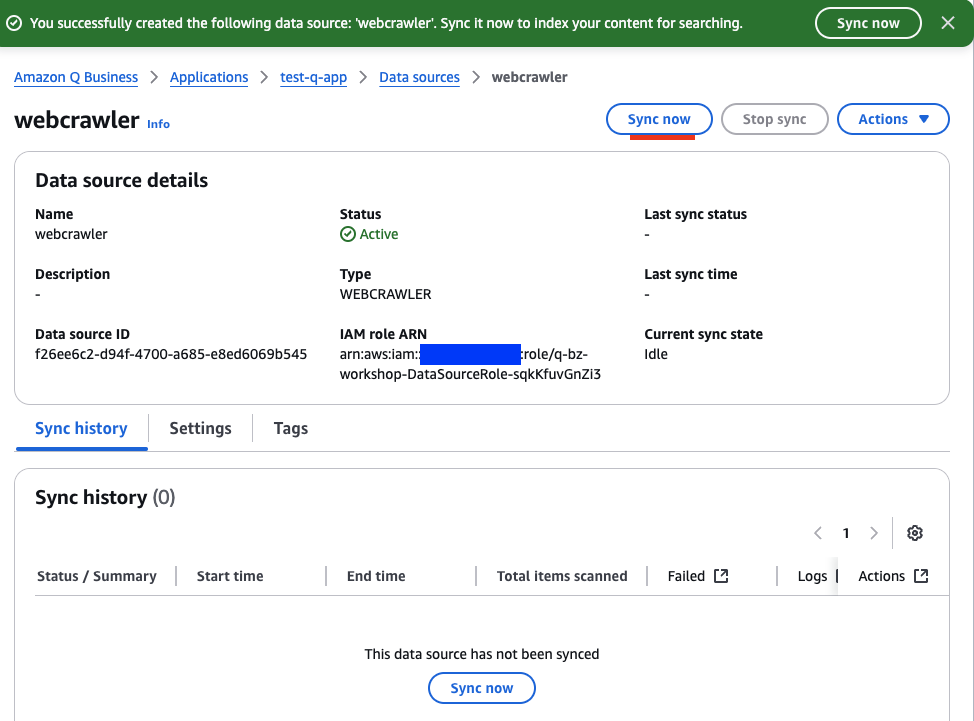 You successfully created the following data source: 'webcrawler'. Sync it now to index your content for searching.
Sync now
Amazon Q Business > Applications > test-q-app > Data sources > webcrawler
webcrawler Info
Sync now
Stop sync
Actions
Data source details
Name
webcrawler
Status
Active
Last sync status
-
Description
-
Type
WEBCRAWLER
Last sync time
-
Data source ID
f26ee6c2-d94f-4700-a685-e8ed6069b545
IAM role ARN
arn:aws:iam:: :role/q-bz-
workshop-DataSourceRole-sqkKfuvGnZi3
Current sync state
Idle
Sync history
Settings
Tags
Sync history (0)
1
Status / Summary
Start time
End time
Total items scanned
Failed
Logs
Actions
This data source has not been synced
Sync now